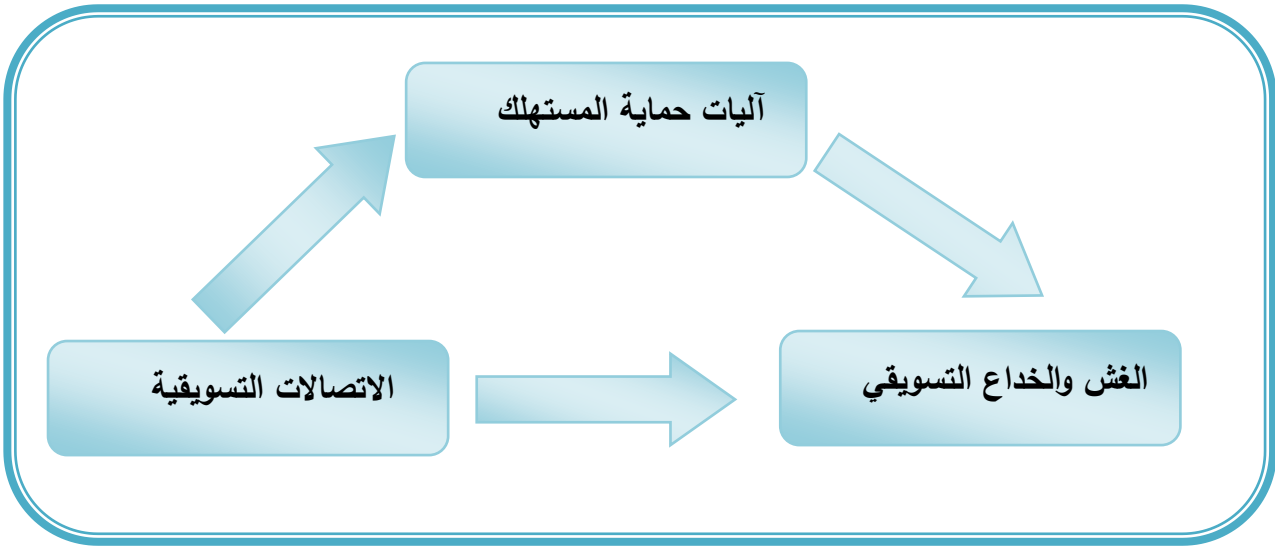 آليات حماية المستهلك
الغش والخداع التسويقي
الاتصالات التسويقية